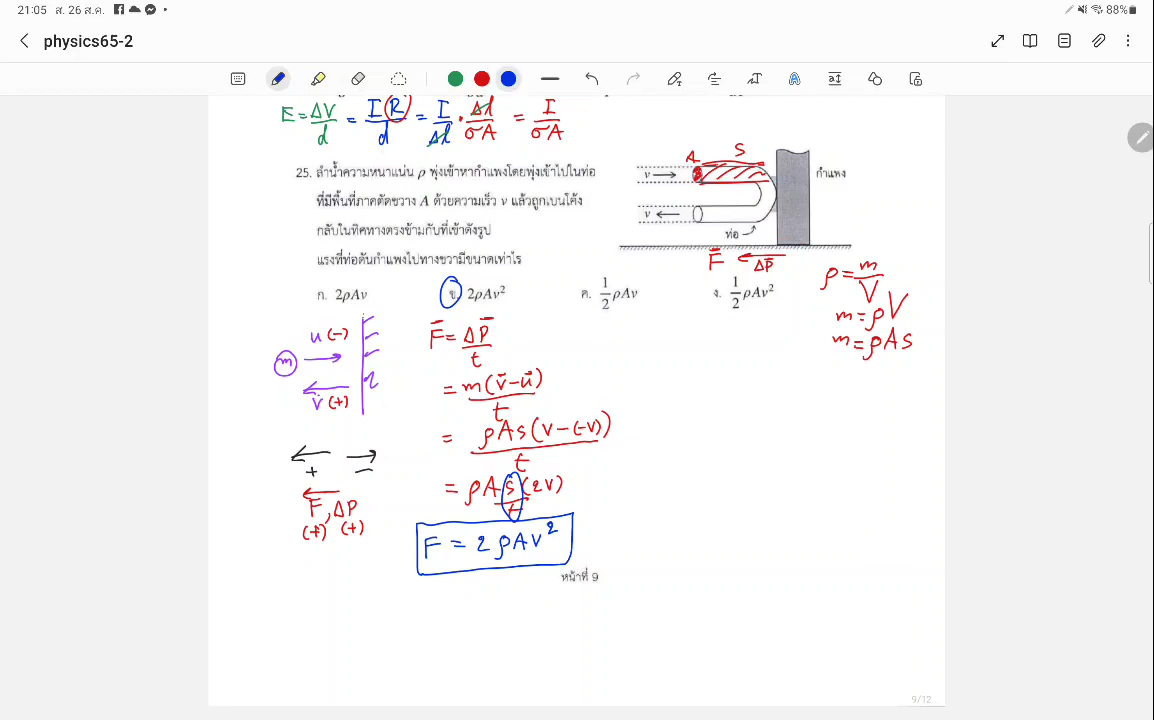 21:05 ส. 26 ส.ค.
88%
physics65-2
E = ΔV/d = IR/d = I/Δl · Δl/σA = I/σA
25. ลำน้ำความหนาแน่น ρ พุ่งเข้าหากำแพงโดยพุ่งเข้าไปในท่อ
ที่มีพื้นที่ภาคตัดขวาง A ด้วยความเร็ว v แล้วถูกเบนโค้ง
กลับในทิศทางตรงข้ามกับที่เข้าดังรูป
แรงที่ท่อดันกำแพงไปทางขวามีขนาดเท่าไร
A S
v กำแพง
v
ท่อ
F ΔP
ก. 2ρAv ข. 2ρAv² ค. 1/2 ρAv ง. 1/2 ρAv²
ρ = m/V
m = ρV
m = ρAs
u (-)
m
v (+)
+ −
F, ΔP
(+) (+)
F = ΔP/t
= m(v-u)/t
= ρAs(v-(-v))/t
= ρA s/t (2v)
F = 2ρAv²
หน้าที่ 9
9/12